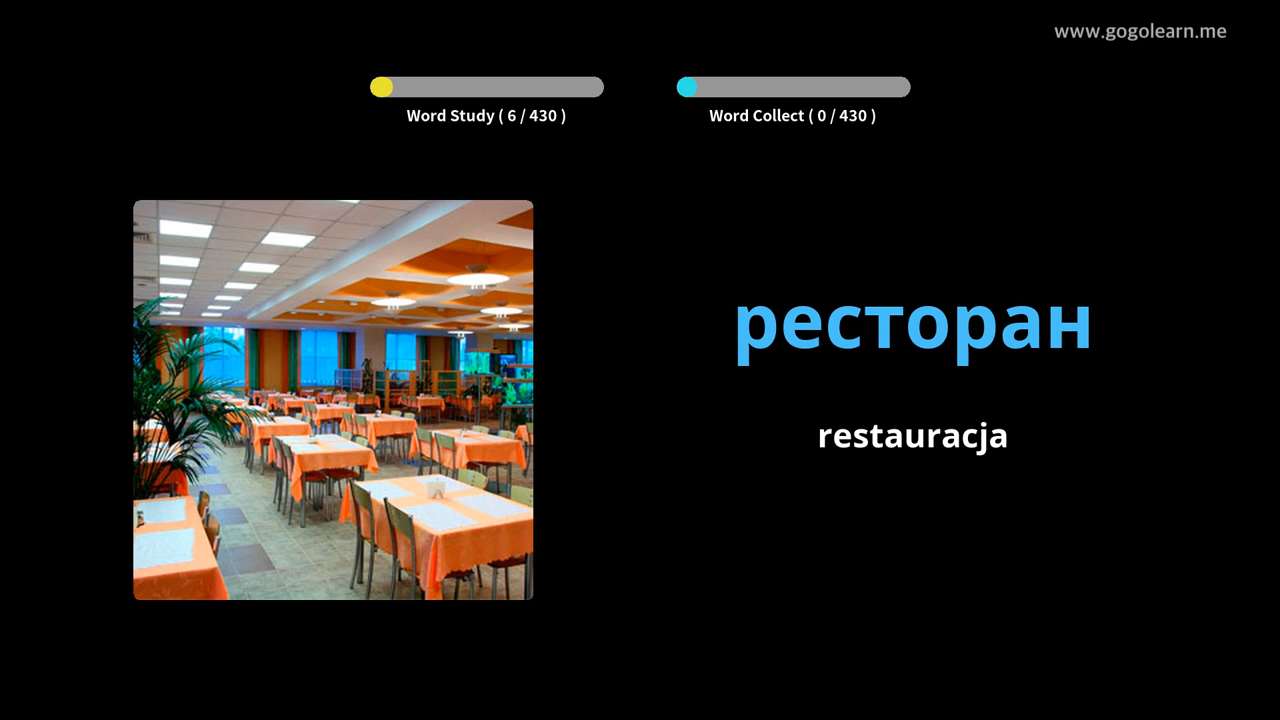 www.gogolearn.me
Word Study ( 6 / 430 )
Word Collect ( 0 / 430 )
ресторан
restauracja